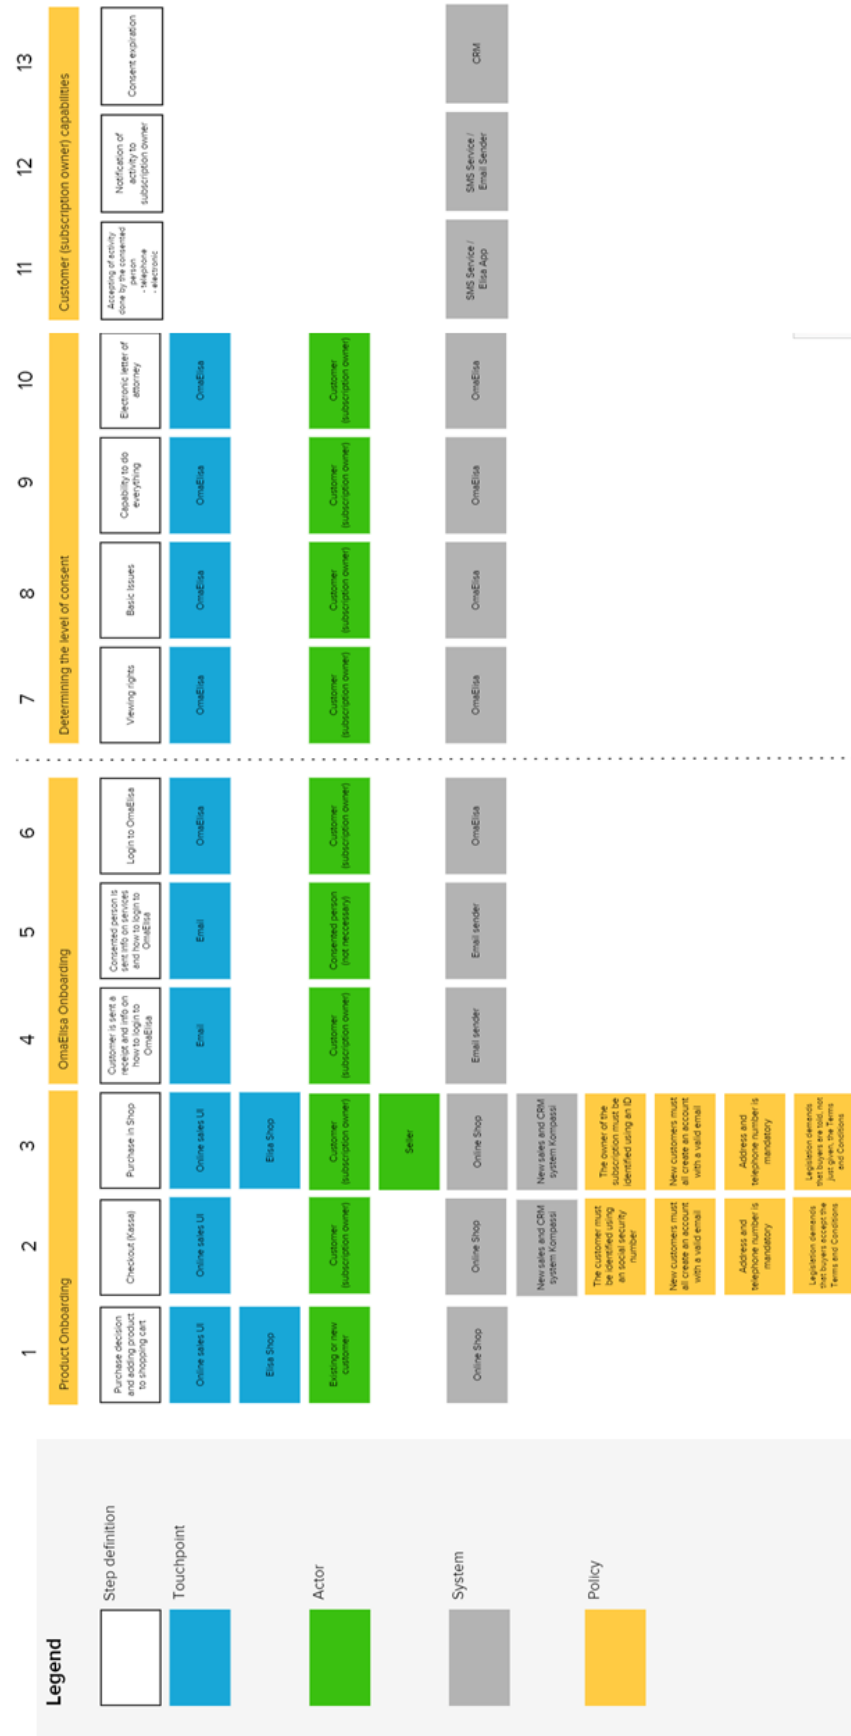 Legend
Step definition
Touchpoint
Actor
System
Policy
1
2
3
4
5
6
7
8
9
10
11
12
13
Product Onboarding
OmaElisa Onboarding
Determining the level of consent
Customer (subscription owner) capabilities
Purchase decision
and adding product
to shopping cart
Checkout (Kassa)
Purchase in Shop
Customer is sent a
receipt and info on
how to login to
OmaElisa
Consented person is
sent info on services
and how to login to
OmaElisa
Login to OmaElisa
Viewing rights
Basic Issues
Capability to do
everything
Electronic letter of
attorney
Accepting of activity
done by the consented
person
- telephone
- electronic
Notification of
activity to
subscription owner
Consent expiration
Online sales UI
Online sales UI
Online sales UI
Email
Email
OmaElisa
OmaElisa
OmaElisa
OmaElisa
OmaElisa
Elisa Shop
Elisa Shop
Existing or new
customer
Customer
(subscription owner)
Customer
(subscription owner)
Customer
(subscription owner)
Consented person
(not neccessary)
Customer
(subscription owner)
Customer
(subscription owner)
Customer
(subscription owner)
Customer
(subscription owner)
Customer
(subscription owner)
Seller
Online Shop
Online Shop
Online Shop
Email sender
Email sender
OmaElisa
OmaElisa
OmaElisa
OmaElisa
OmaElisa
SMS Service /
Elisa App
SMS Service /
Email Sender
CRM
New sales and CRM
system Kompassi
New sales and CRM
system Kompassi
The customer must
be identified using
an social security
number
The owner of the
subscription must be
identified using an ID
New customers must
all create an account
with a valid email
New customers must
all create an account
with a valid email
Address and
telephone number is
mandatory
Address and
telephone number is
mandatory
Legislation demands
that buyers accept the
Terms and Conditions
Legislation demands
that buyers are told, not
just given, the Terms
and Conditions